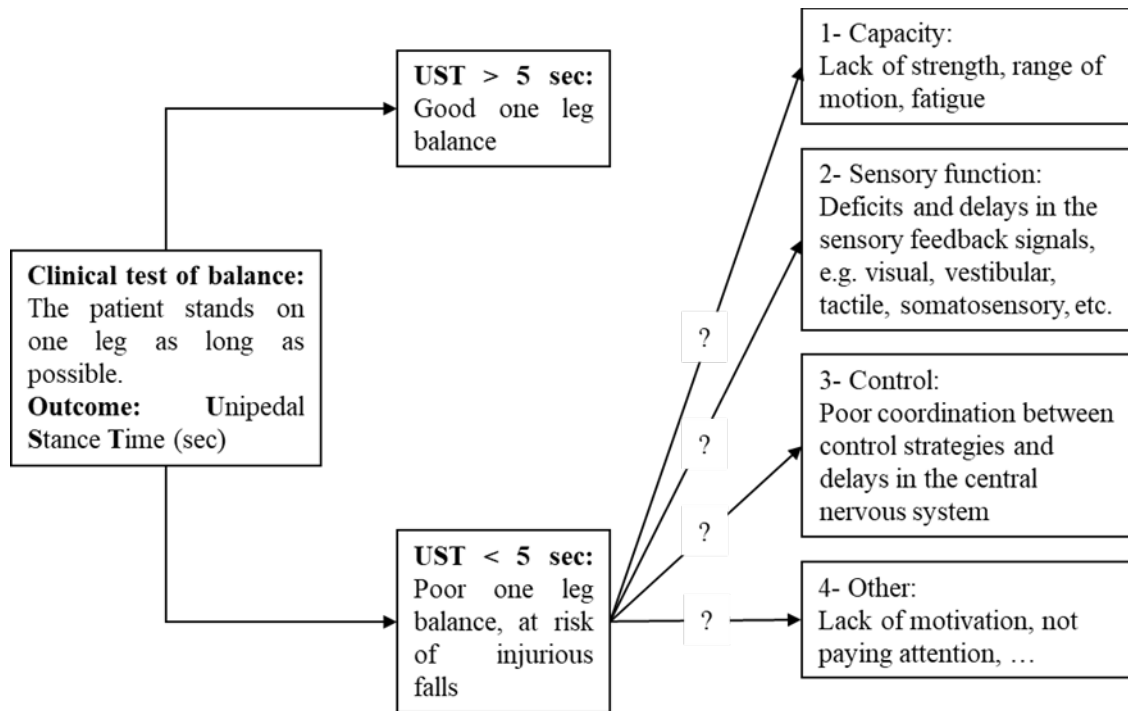 Clinical test of balance:
The patient stands on
one leg as long as
possible.
Outcome: Unipedal
Stance Time (sec)
UST > 5 sec:
Good one leg
balance
UST < 5 sec:
Poor one leg
balance, at risk
of injurious
falls
?
?
?
?
1- Capacity:
Lack of strength, range of
motion, fatigue
2- Sensory function:
Deficits and delays in the
sensory feedback signals,
e.g. visual, vestibular,
tactile, somatosensory, etc.
3- Control:
Poor coordination between
control strategies and
delays in the central
nervous system
4- Other:
Lack of motivation, not
paying attention, …